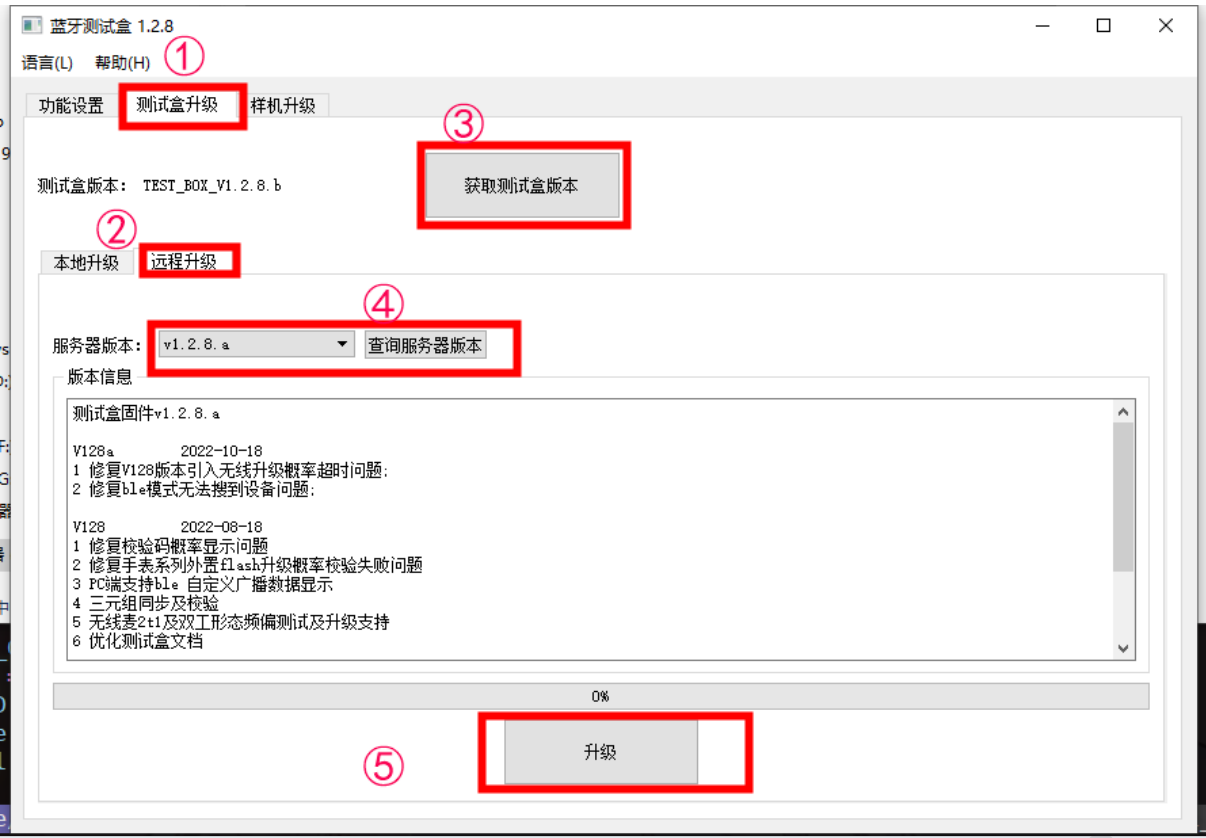 蓝牙测试盒 1.2.8
语言(L) 帮助(H)
①
功能设置 测试盒升级 样机升级
③
测试盒版本: TEST_BOX_V1.2.8.b 获取测试盒版本
②
本地升级 远程升级
④
服务器版本: v1.2.8.a 查询服务器版本
版本信息
测试盒固件v1.2.8.a
V128a 2022-10-18
1 修复V128版本引入无线升级概率超时问题;
2 修复ble模式无法搜到设备问题;
V128 2022-08-18
1 修复校验码概率显示问题
2 修复手表系列外置flash升级概率校验失败问题
3 PC端支持ble 自定义广播数据显示
4 三元组同步及校验
5 无线麦2t1及双工形态频偏测试及升级支持
6 优化测试盒文档
0%
⑤
升级